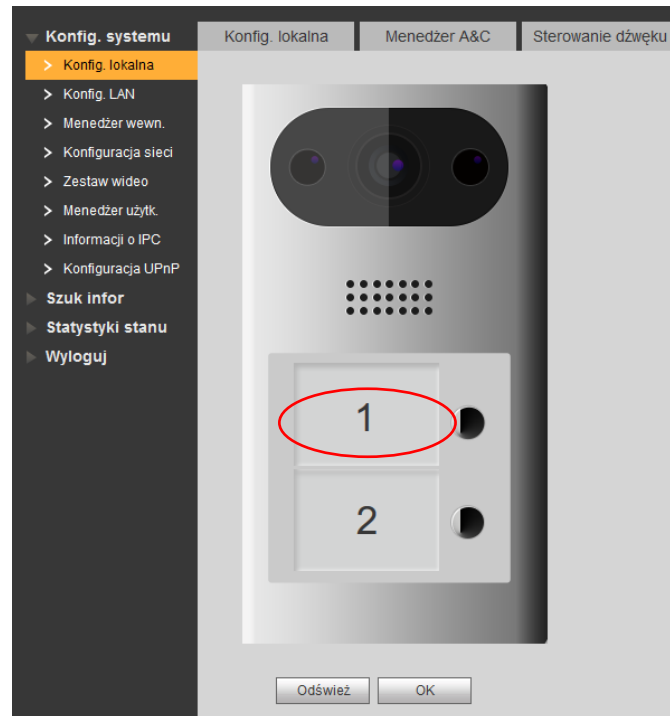 Konfig. systemu
Konfig. lokalna
Konfig. LAN
Menedżer wewn.
Konfiguracja sieci
Zestaw wideo
Menedżer użytk.
Informacji o IPC
Konfiguracja UPnP
Szuk infor
Statystyki stanu
Wyloguj
Konfig. lokalna Menedżer A&C Sterowanie dźwęku
1
2
Odśwież OK